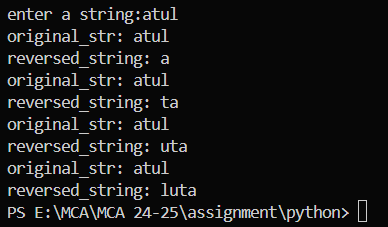 enter a string:atul
original_str: atul
reversed_string: a
original_str: atul
reversed_string: ta
original_str: atul
reversed_string: uta
original_str: atul
reversed_string: luta
PS E:\MCA\MCA 24-25\assignment\python>